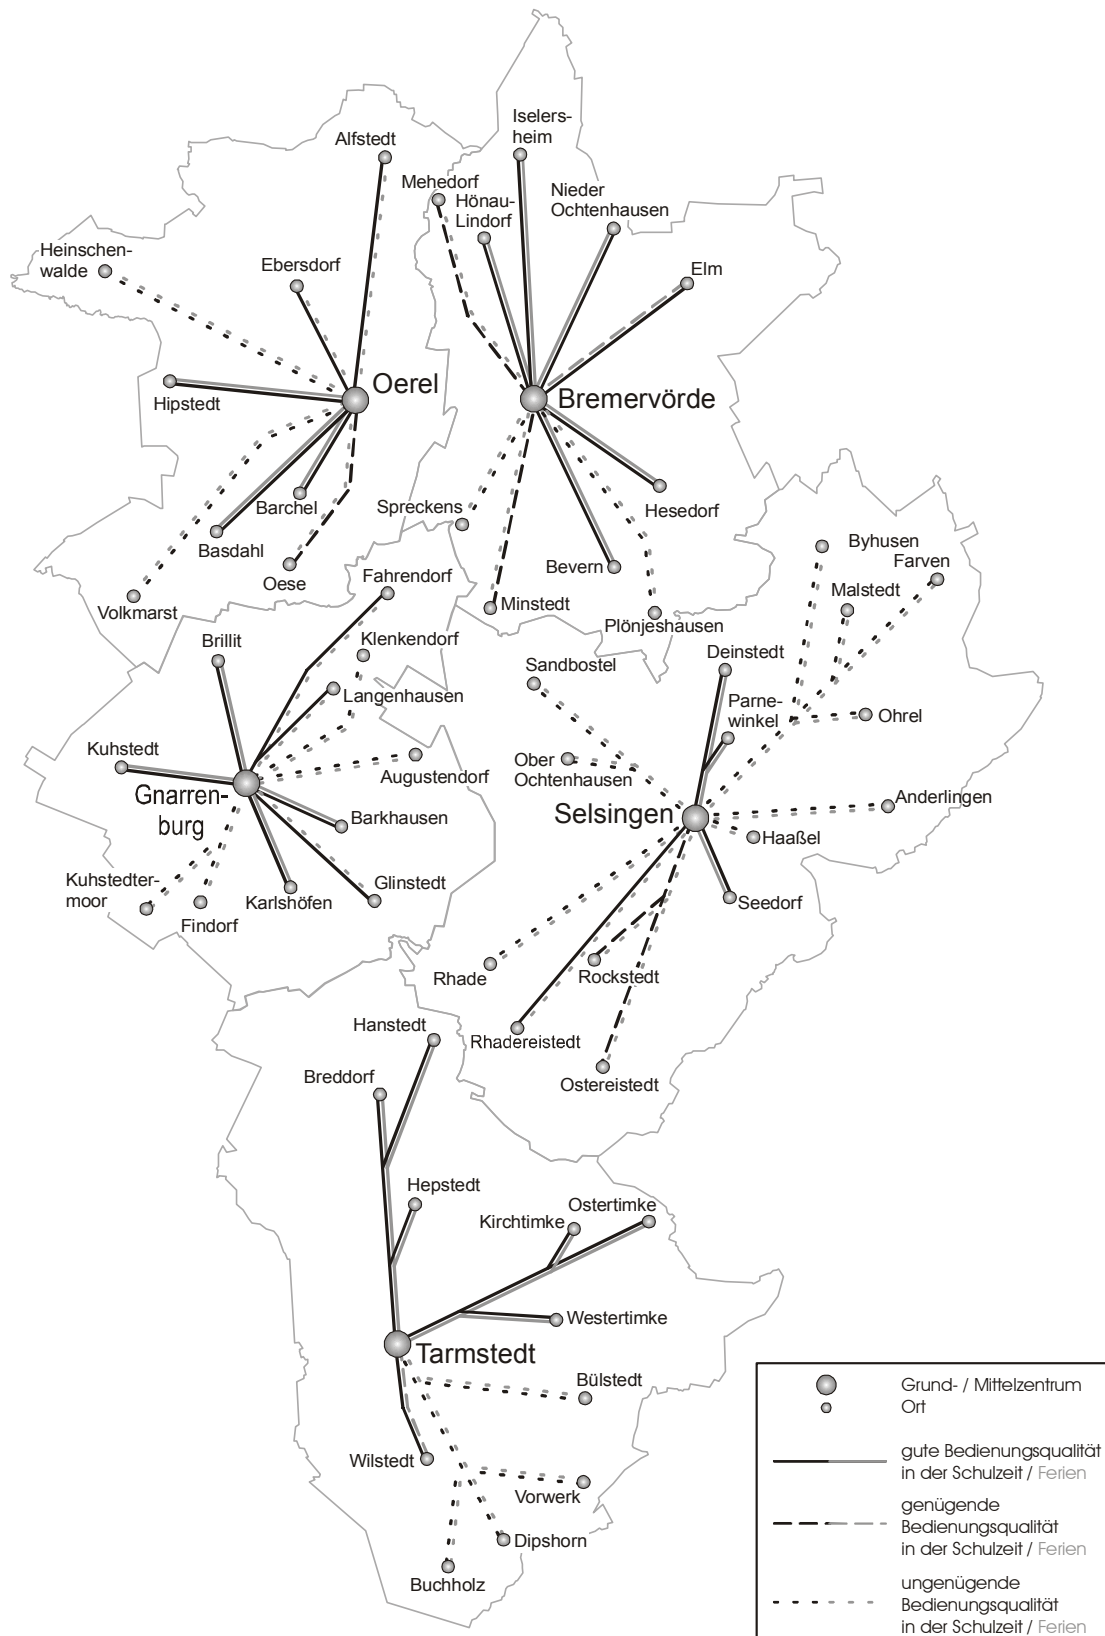 Iselers-
heim
Alfstedt
Mehedorf
Hönau-
Lindorf
Nieder
Ochtenhausen
Heinschen-
walde
Ebersdorf
Elm
Oerel
Bremervörde
Hipstedt
Barchel
Spreckens
Hesedorf
Basdahl
Oese
Bevern
Byhusen
Farven
Fahrendorf
Malstedt
Volkmarst
Minstedt
Plönjeshausen
Brillit
Klenkendorf
Sandbostel
Deinstedt
Langenhausen
Parne-
winkel
Ohrel
Kuhstedt
Augustendorf
Ober
Ochtenhausen
Gnarren-
burg
Selsingen
Anderlingen
Barkhausen
Haaßel
Kuhstedter-
moor
Glinstedt
Karlshöfen
Seedorf
Findorf
Rhade
Rockstedt
Hanstedt
Rhadereistedt
Breddorf
Ostereistedt
Hepstedt
Ostertimke
Kirchtimke
Westertimke
Tarmstedt
Bülstedt
Wilstedt
Vorwerk
Dipshorn
Buchholz
Grund- / Mittelzentrum
Ort
gute Bedienungsqualität
in der Schulzeit / Ferien
genügende
Bedienungsqualität
in der Schulzeit / Ferien
ungenügende
Bedienungsqualität
in der Schulzeit / Ferien